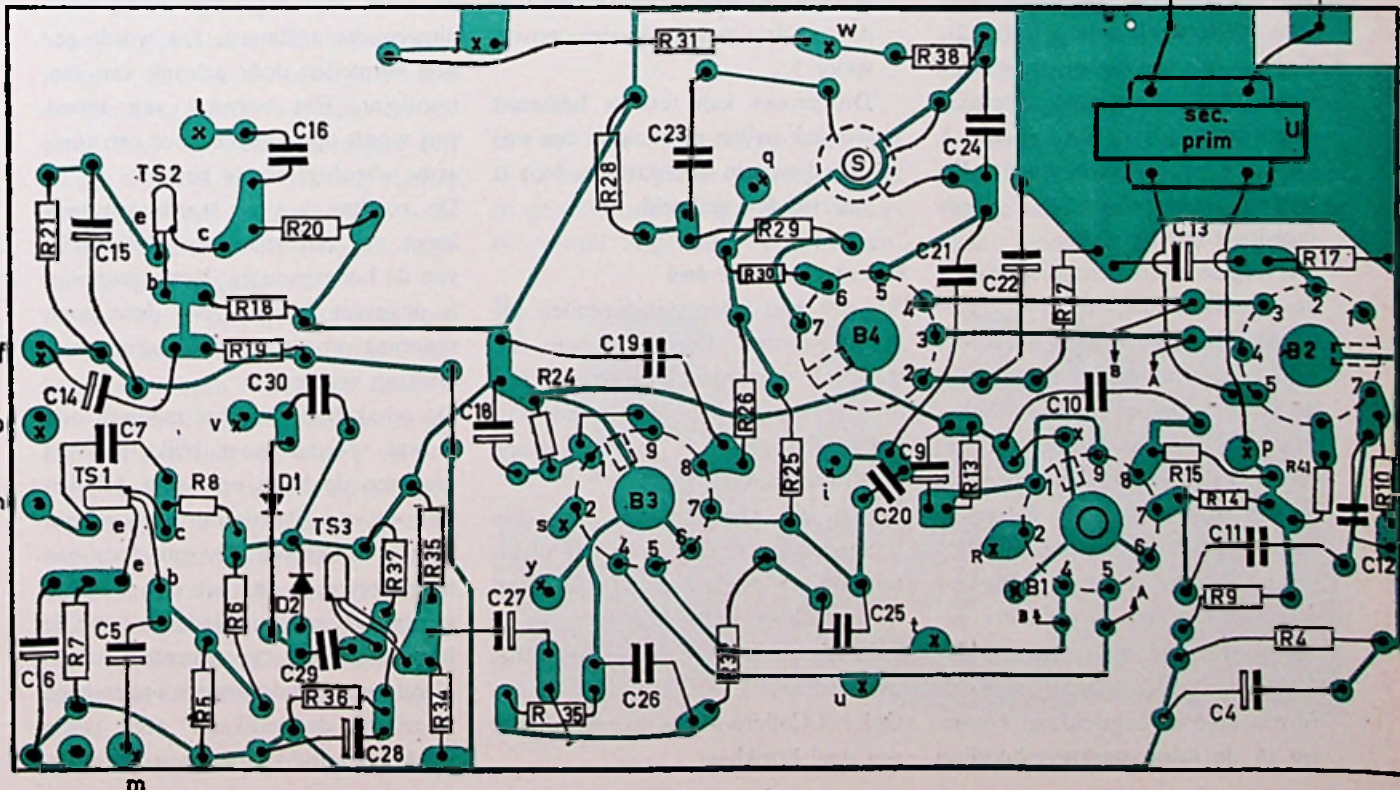 R31
w
R38
l
C16
C23
C24
sec.
U
prim
S
TS2
R28
q
e
R21
C15
c
R20
R29
C13
R17
b
R30
C21
C22
5
6
4
3
2
1
R27
R18
7
B4
3
B2
4
f
R19
C19
B
A
2
5
7
C14
C30
R24
C10
C18
R26
v
C7
9
8
R25
C9
R13
9
8
P
R15
R41
R10
TS1
R8
D1
i
1
R14
B3
C20
7
s
2
7
TS3
e
c
R37
R35
4
5
6
2
R
6
C11
C12
e
b
R6
D2
y
B1
4
5
A
R9
R7
C5
C27
C25
t
R4
C6
C29
R36
R34
C26
u
C4
R35
C28
m